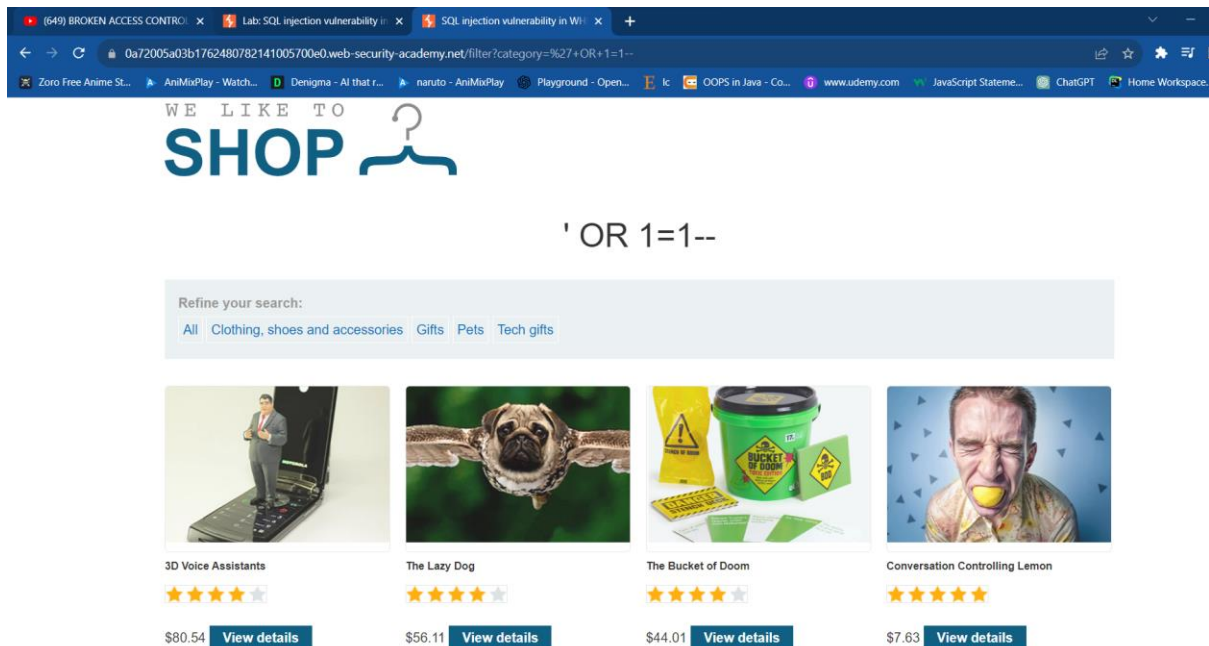 (649) BROKEN ACCESS CONTROL
Lab: SQL injection vulnerability in
SQL injection vulnerability in WH
0a72005a03b1762480782141005700e0.web-security-academy.net/filter?category=%27+OR+1=1--
Zoro Free Anime St...
AniMixPlay - Watch...
Denigma - AI that r...
naruto - AniMixPlay
Playground - Open...
lc
OOPS in Java - Co...
www.udemy.com
JavaScript Stateme...
ChatGPT
Home Workspace
WE LIKE TO
SHOP
' OR 1=1--
Refine your search:
All Clothing, shoes and accessories Gifts Pets Tech gifts
BUCKET OF DOOM
3D Voice Assistants
The Lazy Dog
The Bucket of Doom
Conversation Controlling Lemon
$80.54 View details
$56.11 View details
$44.01 View details
$7.63 View details